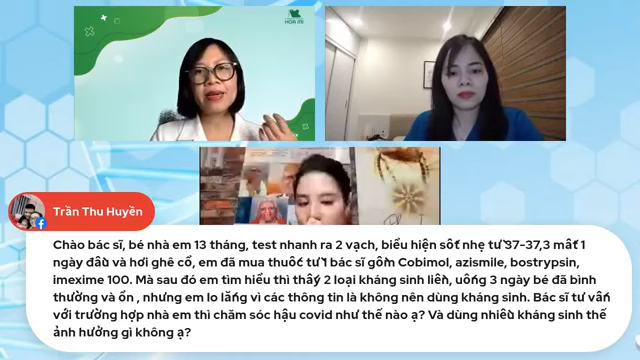 HOẠ MI
Trần Thu Huyền
Chào bác sĩ, bé nhà em 13 tháng, test nhanh ra 2 vạch, biểu hiện sốt nhẹ từ 37-37,3 mất 1
ngày đầu và hơi ghê cổ, em đã mua thuốc từ 1 bác sĩ gồm Cobimol, azismile, bostrypsin,
imexime 100. Mà sau đó em tìm hiểu thì thấy 2 loại kháng sinh liền, uống 3 ngày bé đã bình
thường và ổn , nhưng em lo lắng vì các thông tin là không nên dùng kháng sinh. Bác sĩ tư vấn
với trường hợp nhà em thì chăm sóc hậu covid như thế nào ạ? Và dùng nhiều kháng sinh thế
ảnh hưởng gì không ạ?